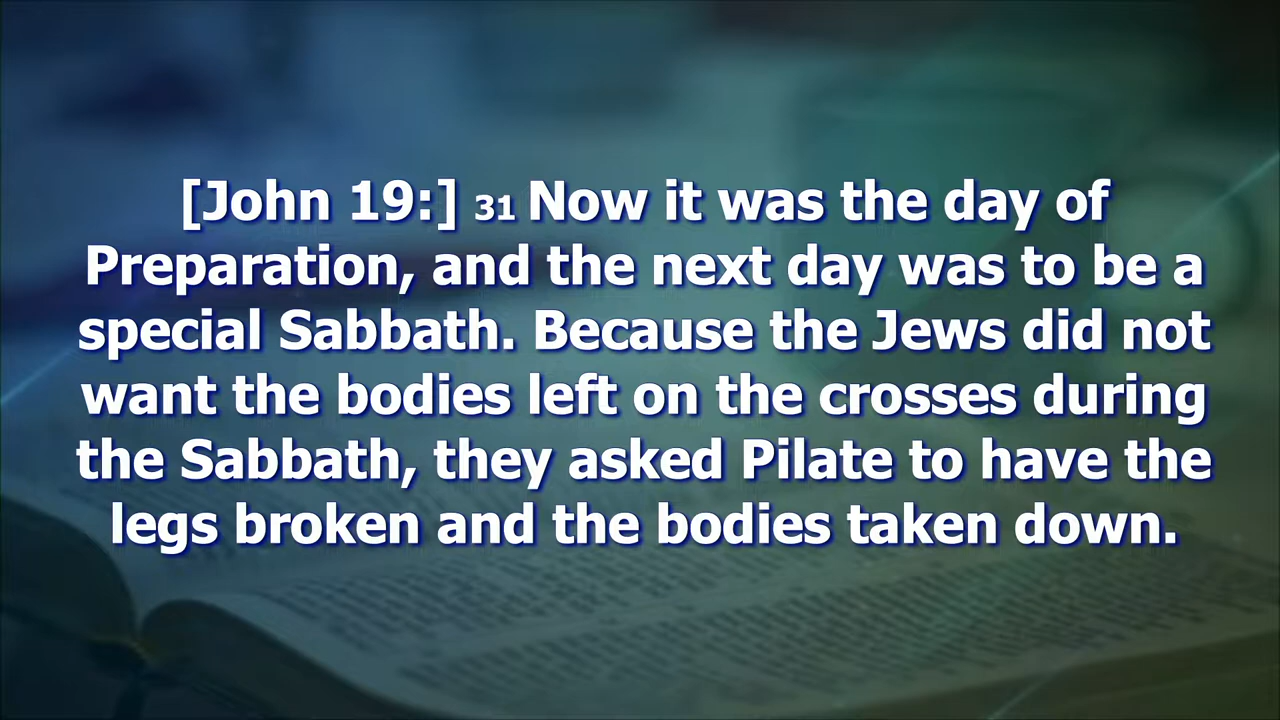 [John 19:] 31 Now it was the day of
Preparation, and the next day was to be a
special Sabbath. Because the Jews did not
want the bodies left on the crosses during
the Sabbath, they asked Pilate to have the
legs broken and the bodies taken down.